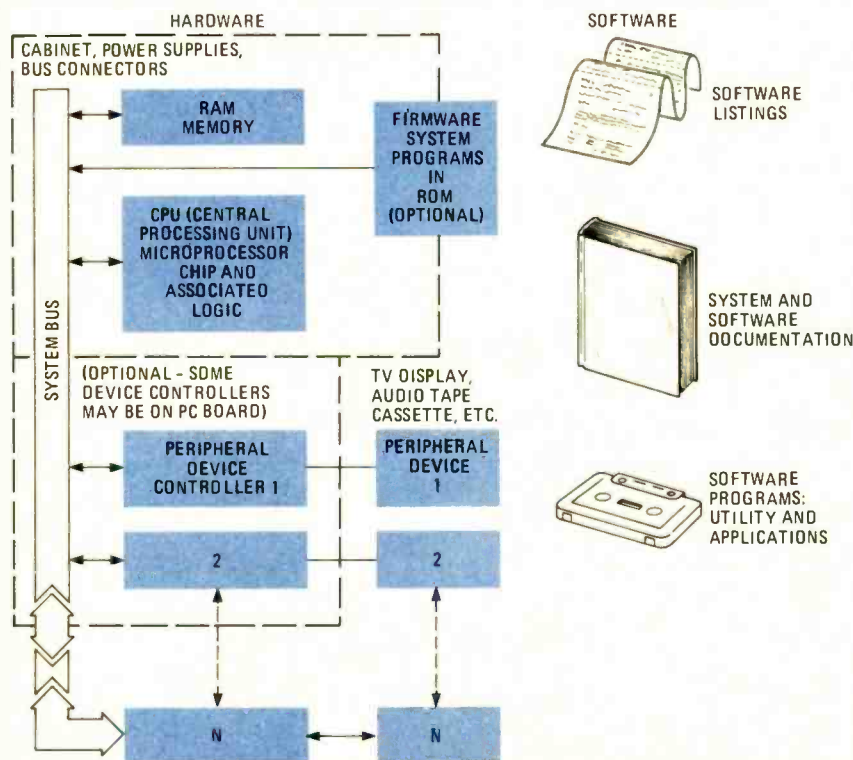 HARDWARE
CABINET, POWER SUPPLIES,
BUS CONNECTORS
RAM
MEMORY
FIRMWARE
SYSTEM
PROGRAMS
IN
ROM
(OPTIONAL)
CPU (CENTRAL
PROCESSING UNIT)
MICROPROCESSOR
CHIP AND
ASSOCIATED
LOGIC
SYSTEM BUS
(OPTIONAL - SOME
DEVICE CONTROLLERS
MAY BE ON PC BOARD)
TV DISPLAY,
AUDIO TAPE
CASSETTE, ETC.
PERIPHERAL
DEVICE
CONTROLLER 1
PERIPHERAL
DEVICE
1
2
2
N
N
SOFTWARE
SOFTWARE
LISTINGS
SYSTEM AND
SOFTWARE
DOCUMENTATION
SOFTWARE
PROGRAMS:
UTILITY AND
APPLICATIONS